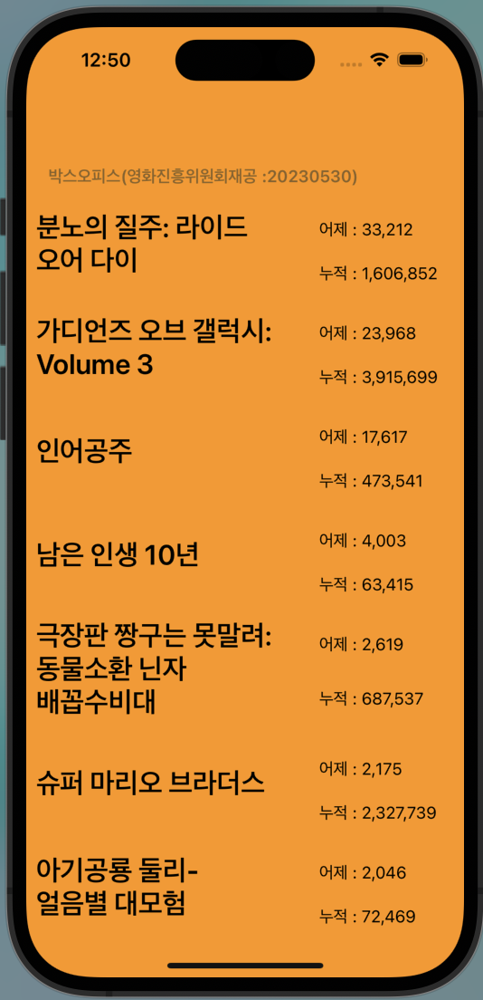 12:50
박스오피스(영화진흥위원회재공 :20230530)
분노의 질주: 라이드
오어 다이
어제 : 33,212
누적 : 1,606,852
가디언즈 오브 갤럭시:
Volume 3
어제 : 23,968
누적 : 3,915,699
인어공주
어제 : 17,617
누적 : 473,541
남은 인생 10년
어제 : 4,003
누적 : 63,415
극장판 짱구는 못말려:
동물소환 닌자
배꼽수비대
어제 : 2,619
누적 : 687,537
슈퍼 마리오 브라더스
어제 : 2,175
누적 : 2,327,739
아기공룡 둘리-
얼음별 대모험
어제 : 2,046
누적 : 72,469